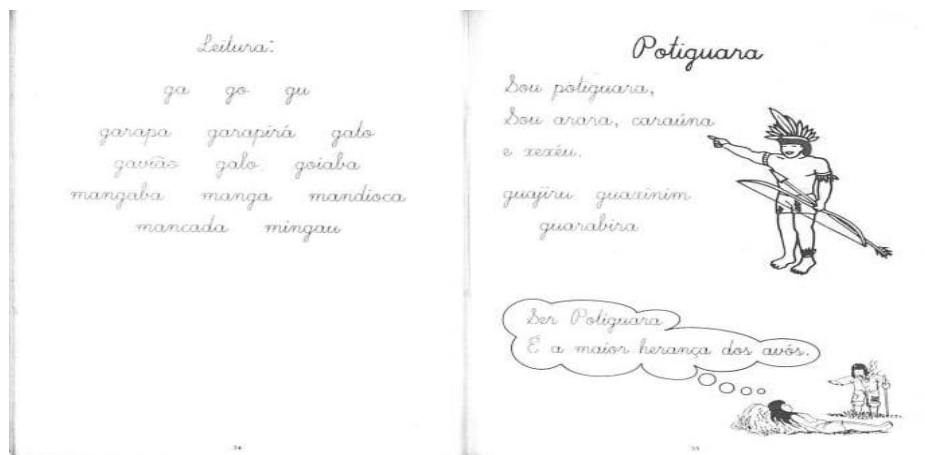 Leitura:
ga go gu
garapa garapirá gato
gavião galo goiaba
mangaba manga mandioca
mancada mingau
Potiguara
Sou potiguara,
Sou arara, caraúna
e xexéu.
guajiru guaxinim
guarabira
Ser Potiguara
É a maior herança dos avós.